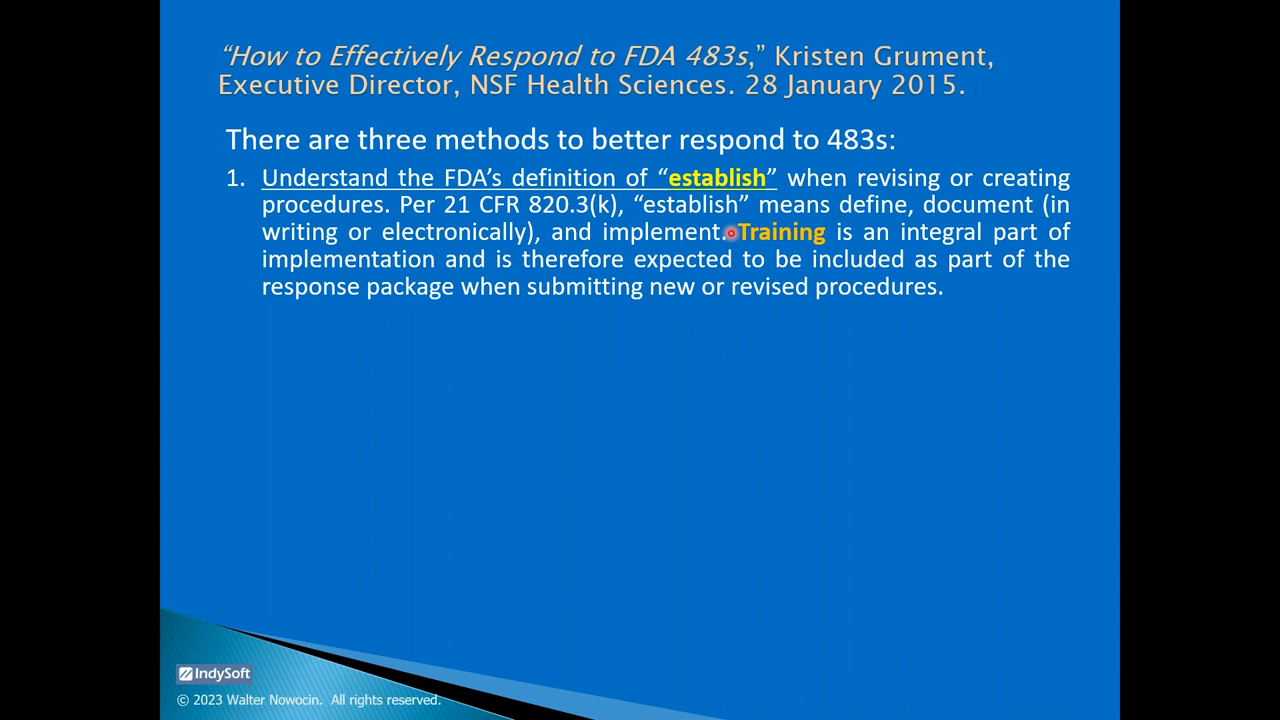 “How to Effectively Respond to FDA 483s,” Kristen Grument,
Executive Director, NSF Health Sciences. 28 January 2015.
There are three methods to better respond to 483s:
1. Understand the FDA’s definition of “establish” when revising or creating
procedures. Per 21 CFR 820.3(k), “establish” means define, document (in
writing or electronically), and implement. Training is an integral part of
implementation and is therefore expected to be included as part of the
response package when submitting new or revised procedures.
IndySoft
© 2023 Walter Nowocin. All rights reserved.